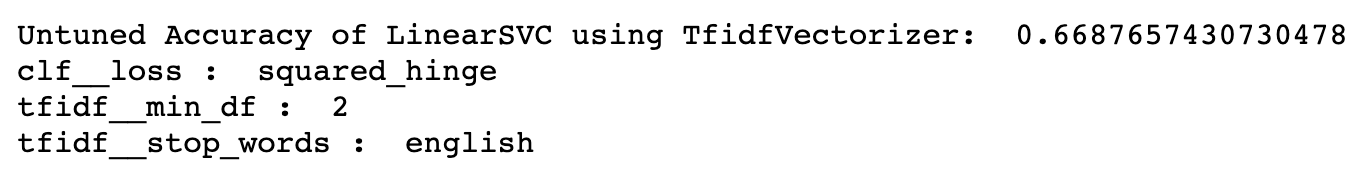 Untuned Accuracy of LinearSVC using TfidfVectorizer:  0.6687657430730478
clf__loss :  squared_hinge
tfidf__min_df :  2
tfidf__stop_words :  english